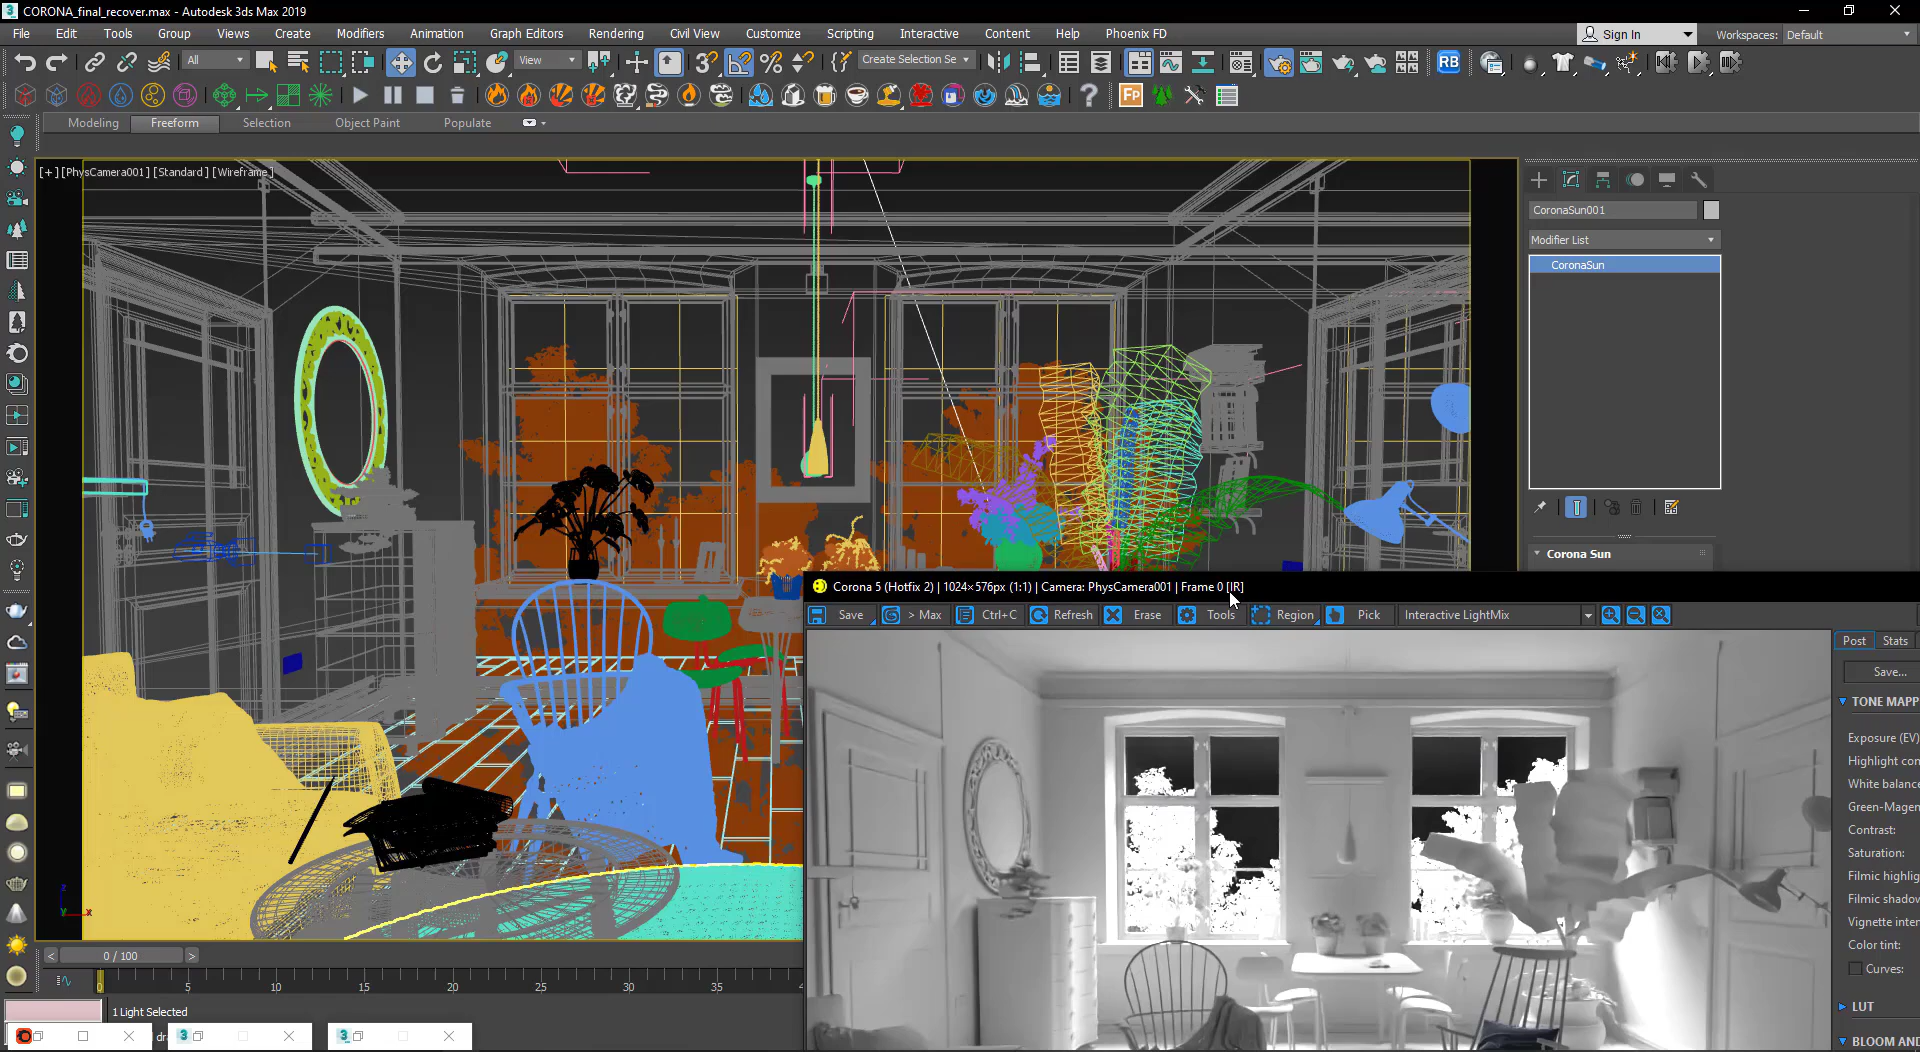 CORONA_final_recover.max - Autodesk 3ds Max 2019
File Edit Tools Group Views Create Modifiers Animation Graph Editors Rendering Civil View Customize Scripting Interactive Content Help Phoenix FD Sign In Workspaces: Default
All View Create Selection Se RB
FP
Modeling Freeform Selection Object Paint Populate
[+] [PhysCamera001] [Standard] [Wireframe]
CoronaSun001
Modifier List
CoronaSun
Corona Sun
Corona 5 (Hotfix 2) | 1024×576px (1:1) | Camera: PhysCamera001 | Frame 0 [IR]
Save > Max Ctrl+C Refresh Erase Tools Region Pick Interactive LightMix
Post Stats
Save...
TONE MAPP
Exposure (EV)
Highlight con
White balance
Green-Magen
Contrast:
Saturation:
Filmic highlig
Filmic shadow
Vignette inter
Color tint:
Curves:
LUT
BLOOM AND
z
y x
< 0 / 100 >
0 5 10 15 20 25 30 35
1 Light Selected